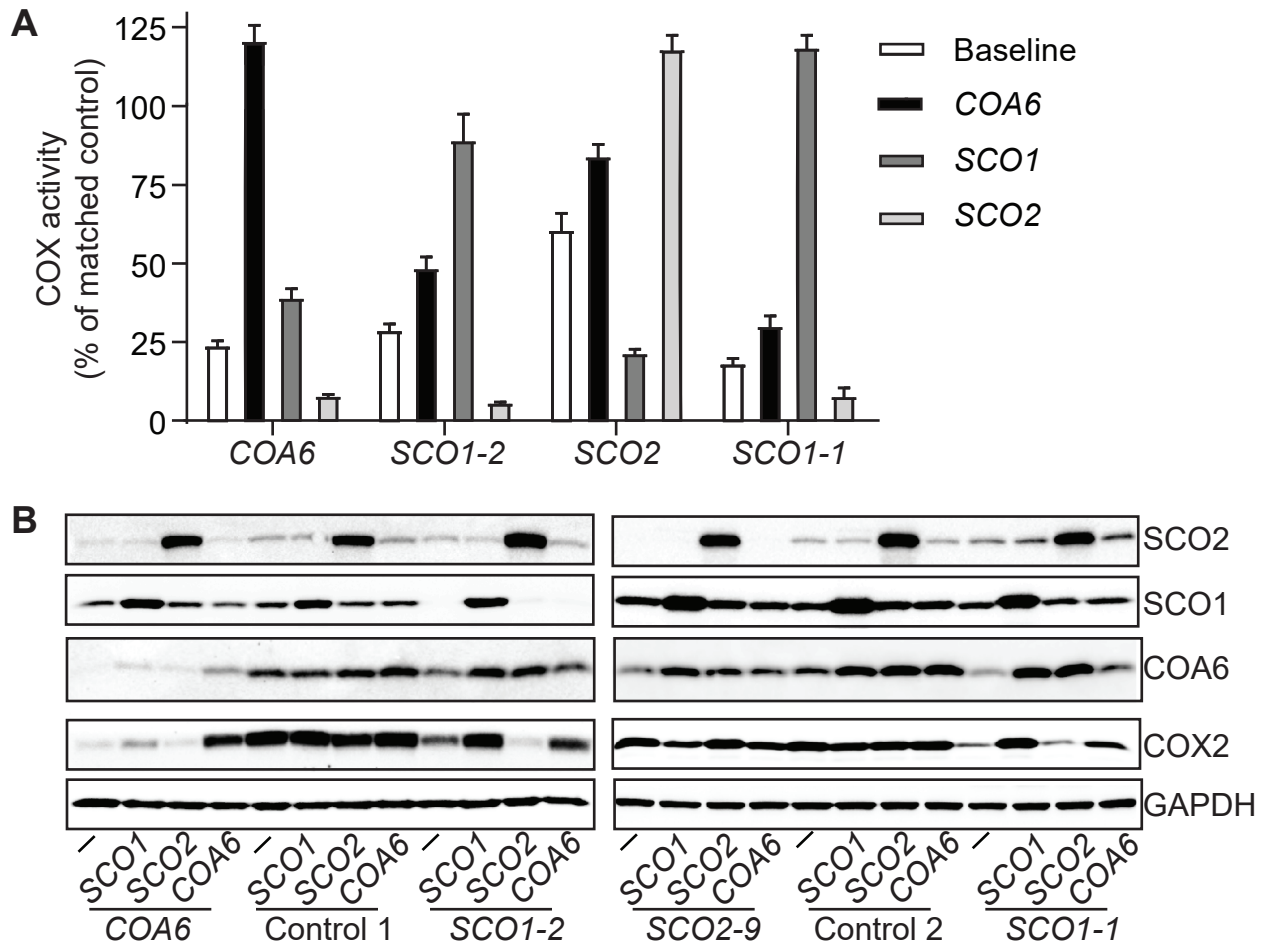 A
COX activity
(% of matched control)
125
100
75
50
25
0
COA6 SCO1-2 SCO2 SCO1-1
Baseline
COA6
SCO1
SCO2
B
SCO2
SCO1
COA6
COX2
GAPDH
– SCO1 SCO2 COA6 – SCO1 SCO2 COA6 – SCO1 SCO2 COA6 – SCO1 SCO2 COA6 – SCO1 SCO2 COA6 – SCO1 SCO2 COA6
COA6 Control 1 SCO1-2 SCO2-9 Control 2 SCO1-1